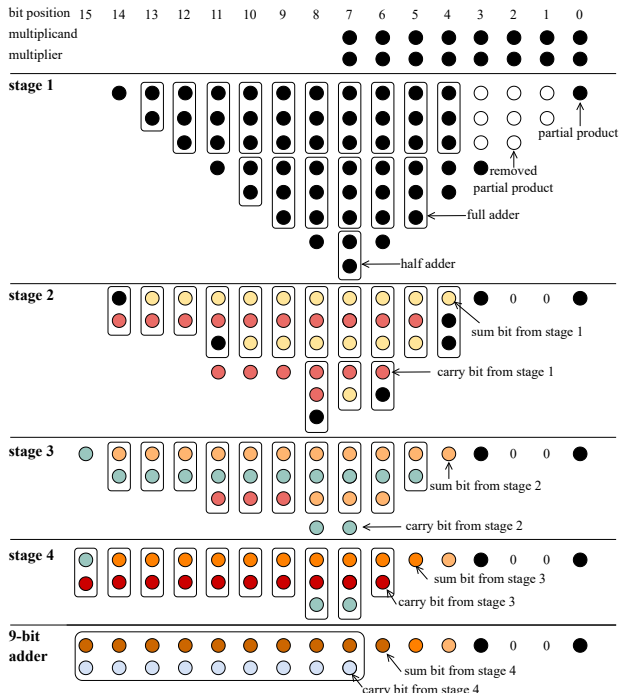 bit position 15 14 13 12 11 10 9 8 7 6 5 4 3 2 1 0
multiplicand
multiplier
stage 1
partial product
removed
partial product
full adder
half adder
stage 2
0 0
sum bit from stage 1
carry bit from stage 1
stage 3
0 0
sum bit from stage 2
carry bit from stage 2
stage 4
0 0
sum bit from stage 3
carry bit from stage 3
9-bit
adder
0 0
sum bit from stage 4
carry bit from stage 4